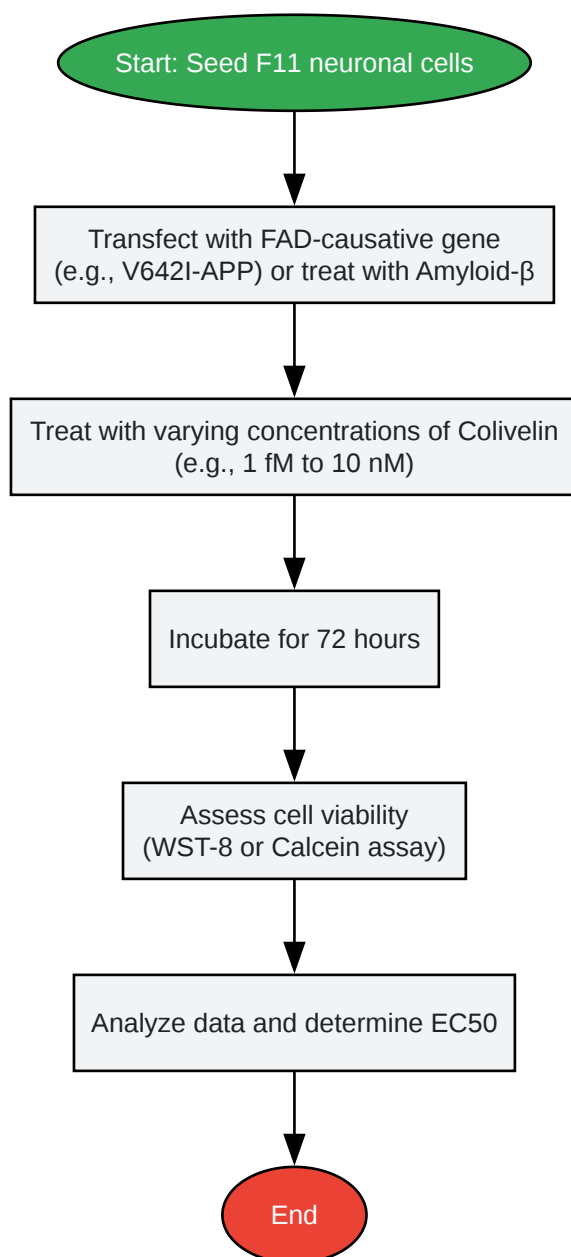 Start: Seed F11 neuronal cells
Transfect with FAD-causative gene
(e.g., V642I-APP) or treat with Amyloid-β
Treat with varying concentrations of Colivelin
(e.g., 1 fM to 10 nM)
Incubate for 72 hours
Assess cell viability
(WST-8 or Calcein assay)
Analyze data and determine EC50
End